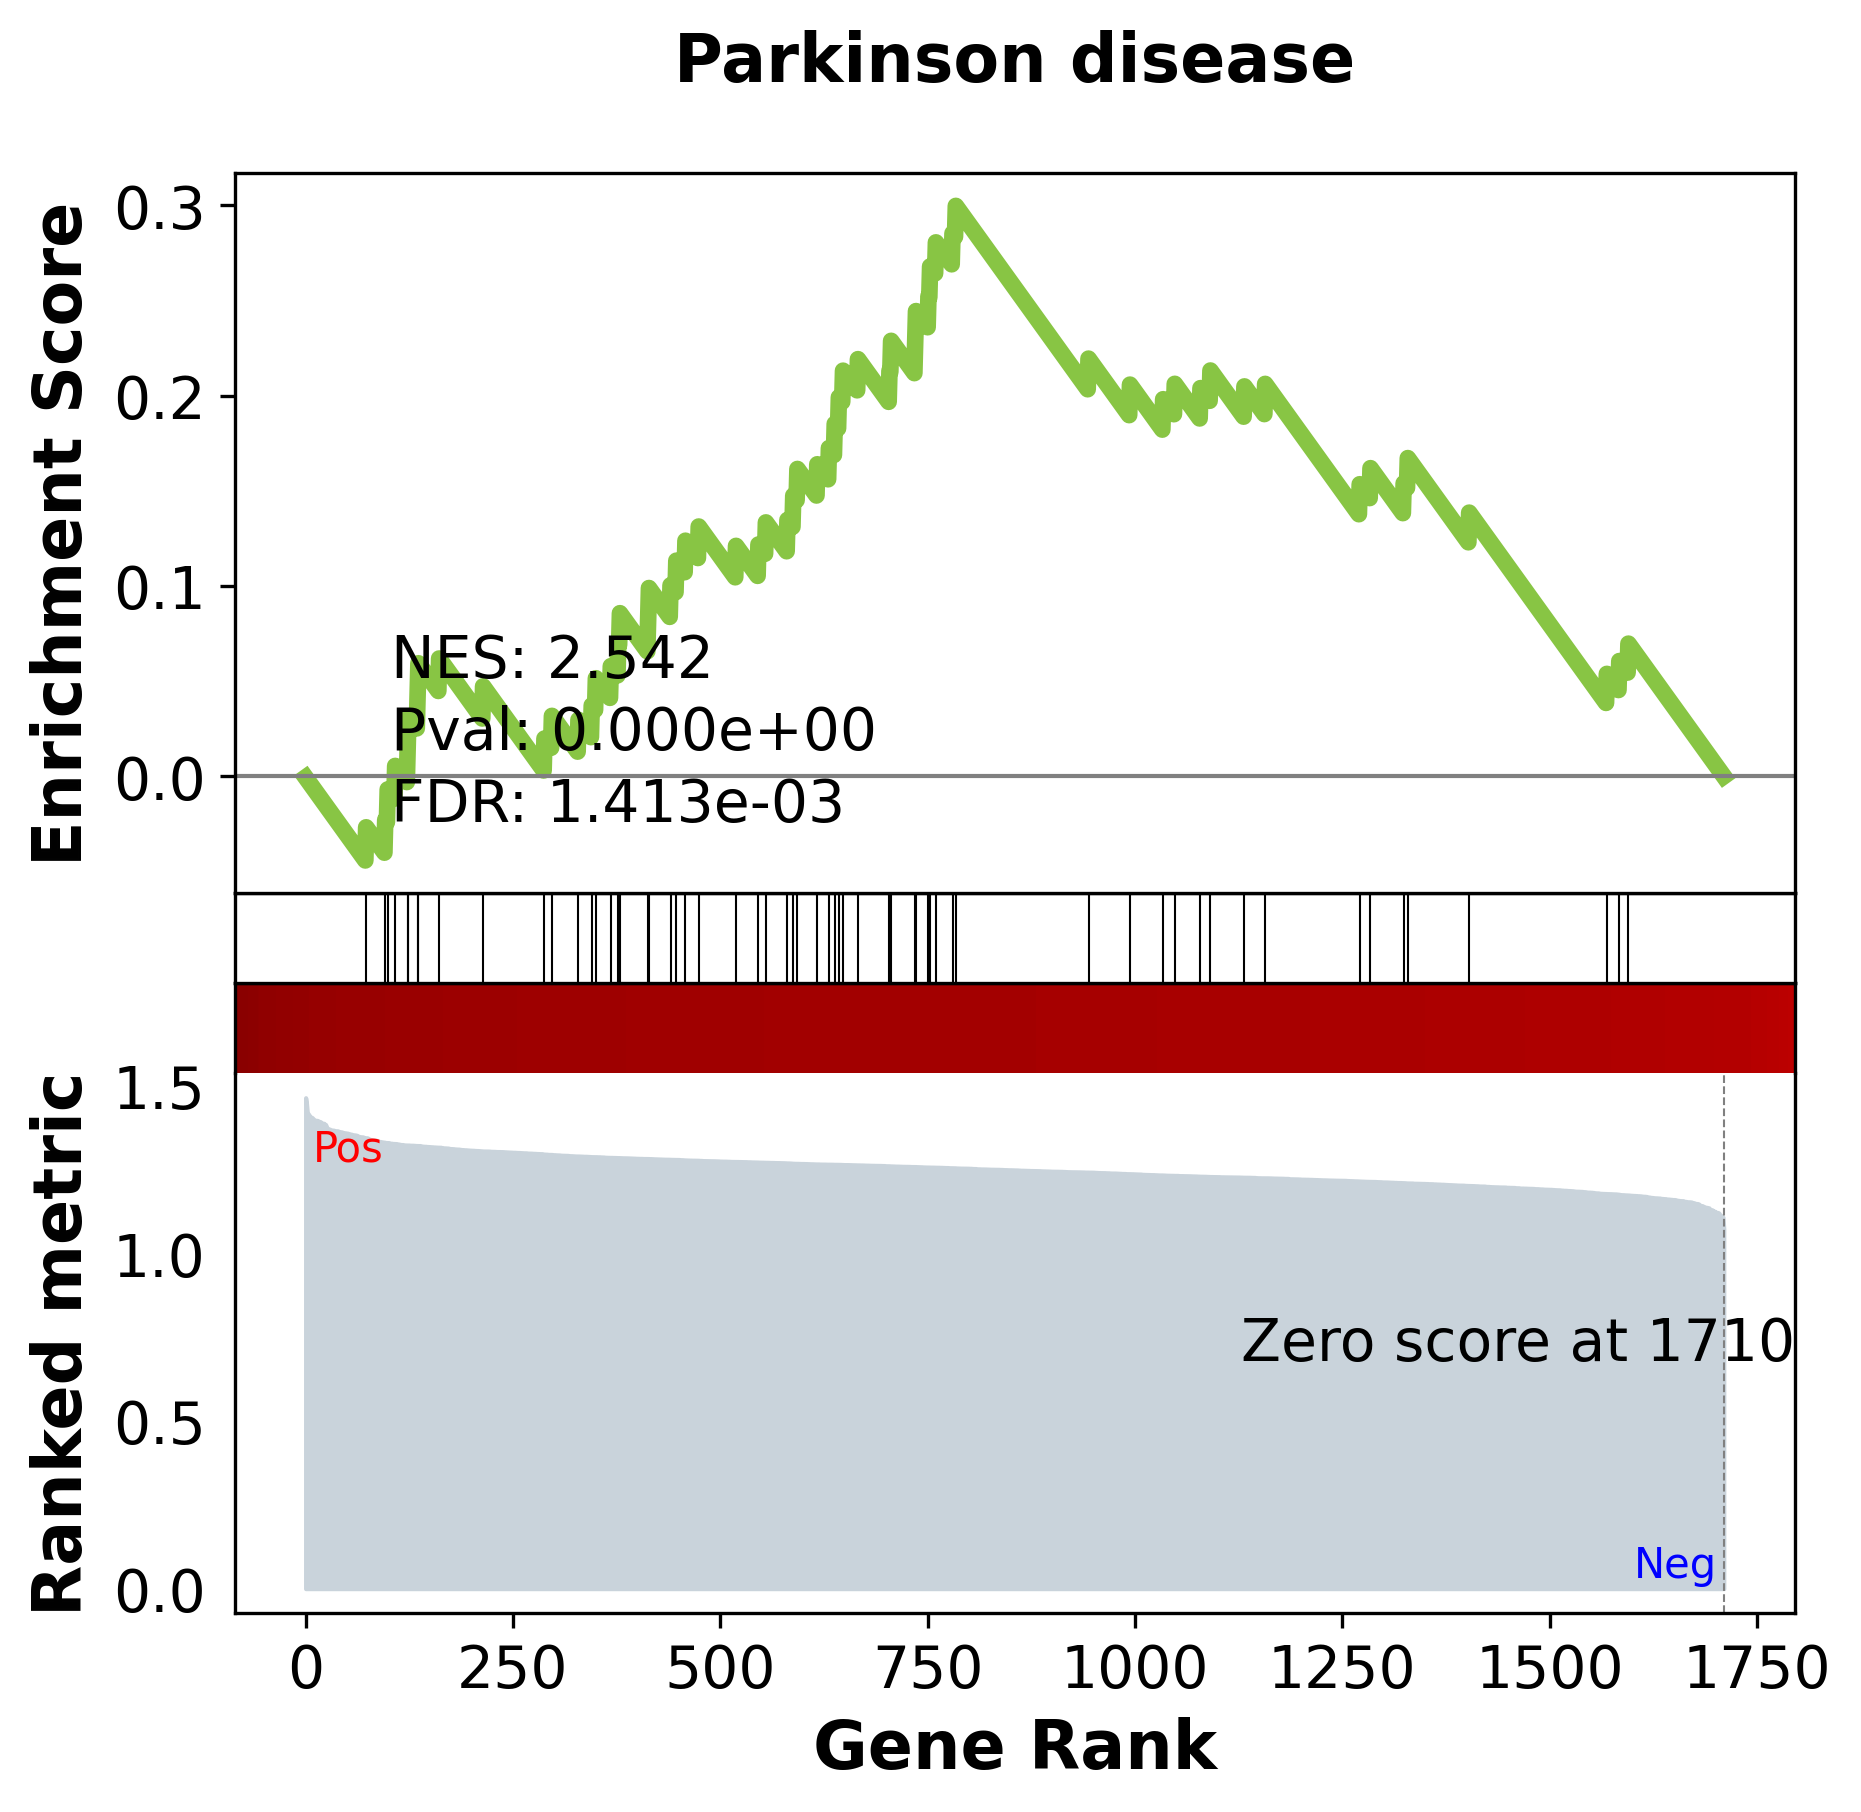 Parkinson disease
Enrichment Score
0.3
0.2
0.1
0.0
NES: 2.542
Pval: 0.000e+00
FDR: 1.413e-03
Ranked metric
1.5
1.0
0.5
0.0
Pos
Zero score at 1710
Neg
0 250 500 750 1000 1250 1500 1750
Gene Rank